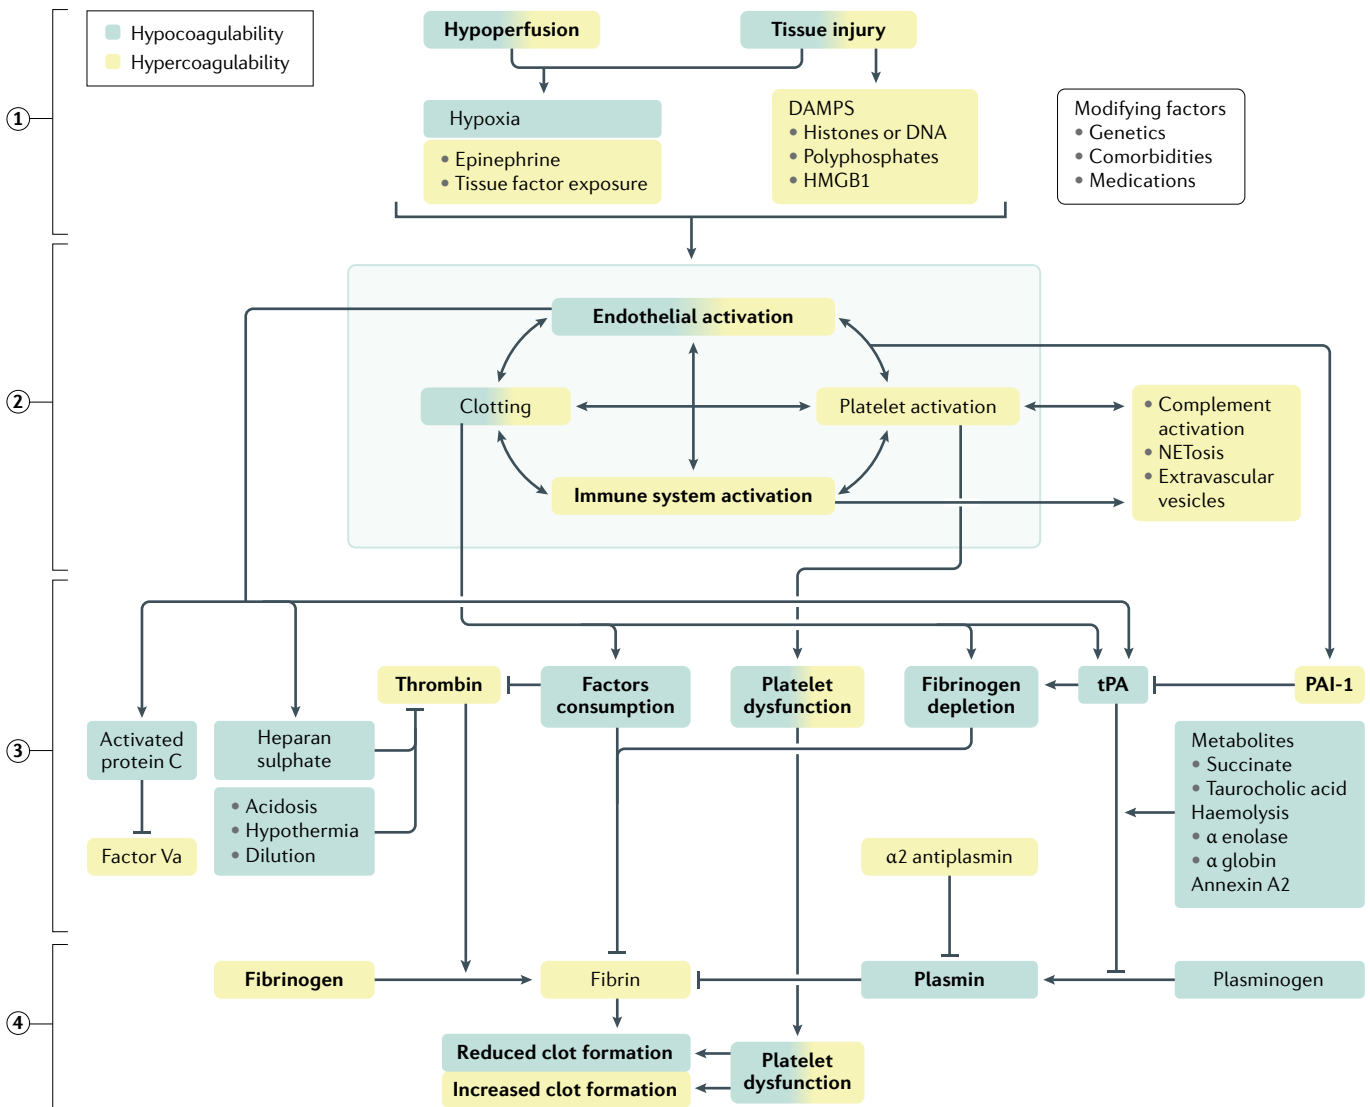 Hypocoagulability
Hypercoagulability
Hypoperfusion
Tissue injury
1
Hypoxia
• Epinephrine
• Tissue factor exposure
DAMPS
• Histones or DNA
• Polyphosphates
• HMGB1
Modifying factors
• Genetics
• Comorbidities
• Medications
2
Endothelial activation
Clotting
Platelet activation
Immune system activation
• Complement
activation
• NETosis
• Extravascular
vesicles
3
Thrombin
Factors
consumption
Platelet
dysfunction
Fibrinogen
depletion
tPA
PAI-1
Activated
protein C
Heparan
sulphate
• Acidosis
• Hypothermia
• Dilution
Factor Va
α2 antiplasmin
Metabolites
• Succinate
• Taurocholic acid
Haemolysis
• α enolase
• α globin
Annexin A2
4
Fibrinogen
Fibrin
Plasmin
Plasminogen
Reduced clot formation
Increased clot formation
Platelet
dysfunction